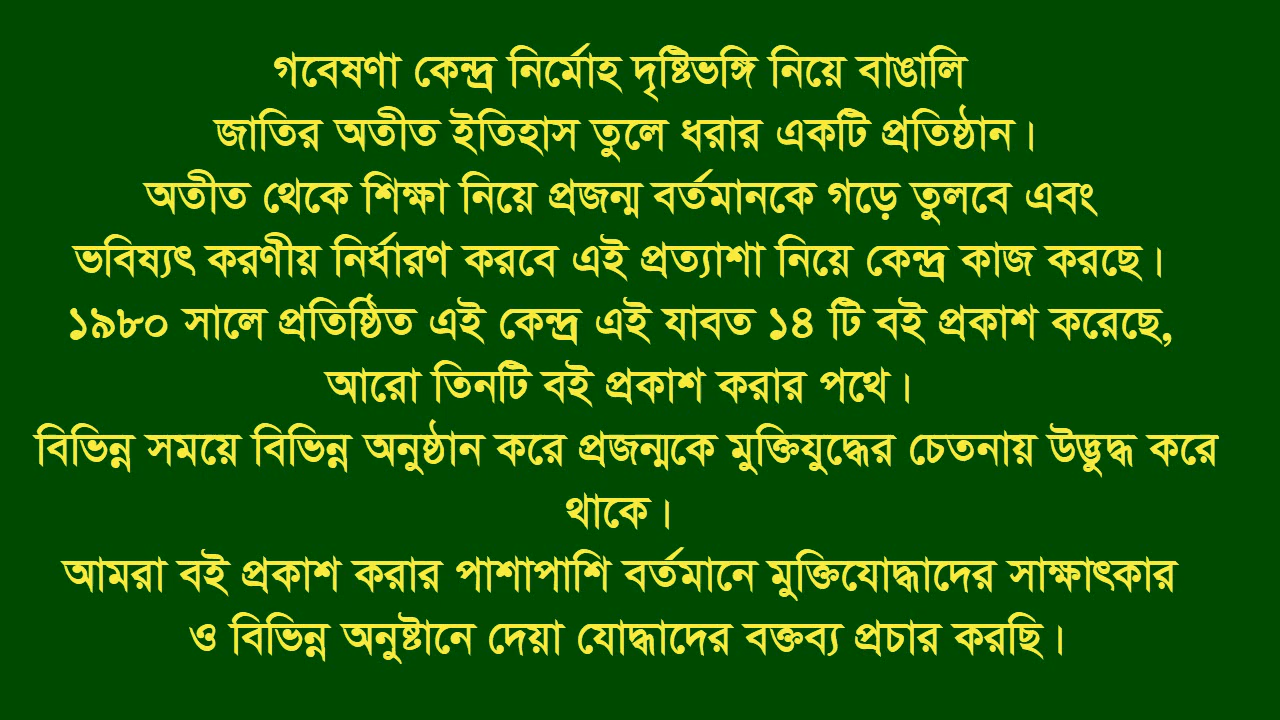 গবেষণা কেন্দ্র নির্মোহ দৃষ্টিভঙ্গি নিয়ে বাঙালি
জাতির অতীত ইতিহাস তুলে ধরার একটি প্রতিষ্ঠান।
অতীত থেকে শিক্ষা নিয়ে প্রজন্ম বর্তমানকে গড়ে তুলবে এবং
ভবিষ্যৎ করণীয় নির্ধারণ করবে এই প্রত্যাশা নিয়ে কেন্দ্র কাজ করছে।
১৯৮০ সালে প্রতিষ্ঠিত এই কেন্দ্র এই যাবত ১৪ টি বই প্রকাশ করেছে,
আরো তিনটি বই প্রকাশ করার পথে।
বিভিন্ন সময়ে বিভিন্ন অনুষ্ঠান করে প্রজন্মকে মুক্তিযুদ্ধের চেতনায় উদ্ভুদ্ধ করে
থাকে।
আমরা বই প্রকাশ করার পাশাপাশি বর্তমানে মুক্তিযোদ্ধাদের সাক্ষাৎকার
ও বিভিন্ন অনুষ্টানে দেয়া যোদ্ধাদের বক্তব্য প্রচার করছি।